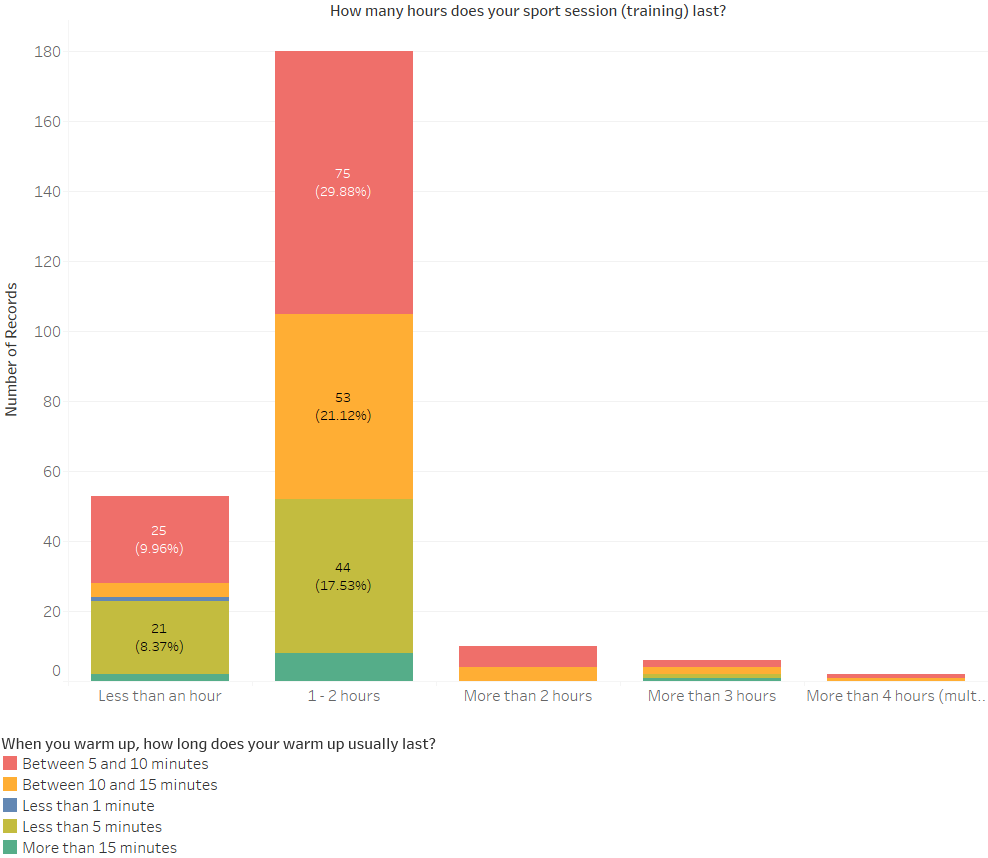 How many hours does your sport session (training) last?
Number of Records
180
160
140
120
100
80
60
40
20
0
25
(9.96%)
21
(8.37%)
75
(29.88%)
53
(21.12%)
44
(17.53%)
Less than an hour
1 - 2 hours
More than 2 hours
More than 3 hours
More than 4 hours (mult..
When you warm up, how long does your warm up usually last?
Between 5 and 10 minutes
Between 10 and 15 minutes
Less than 1 minute
Less than 5 minutes
More than 15 minutes